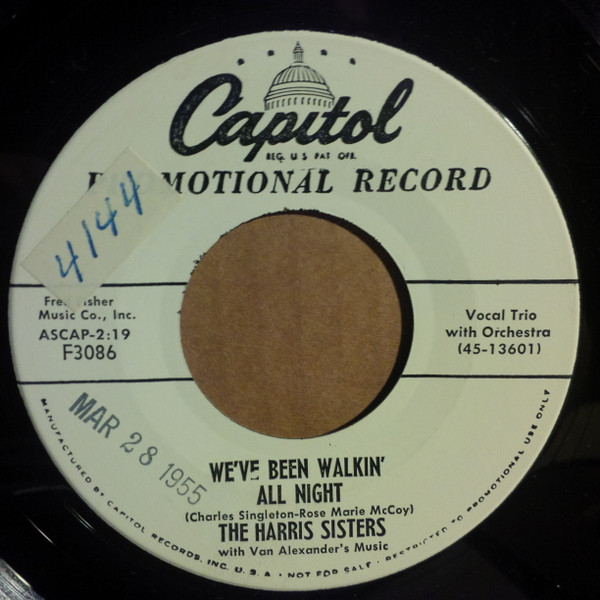 Capitol
REG. U.S. PAT. OFF.
PROMOTIONAL RECORD
4144
Fred Fisher
Music Co., Inc.
ASCAP-2:19
F3086
Vocal Trio
with Orchestra
(45-13601)
MAR 28 1955
WE'VE BEEN WALKIN'
ALL NIGHT
(Charles Singleton-Rose Marie McCoy)
THE HARRIS SISTERS
with Van Alexander's Music
MANUFACTURED BY CAPITOL RECORDS, INC. U.S.A. • NOT FOR SALE • RESTRICTED TO PROMOTIONAL USE ONLY